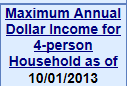 Maximum Annual
Dollar Income for
4-person
Household as of
10/01/2013